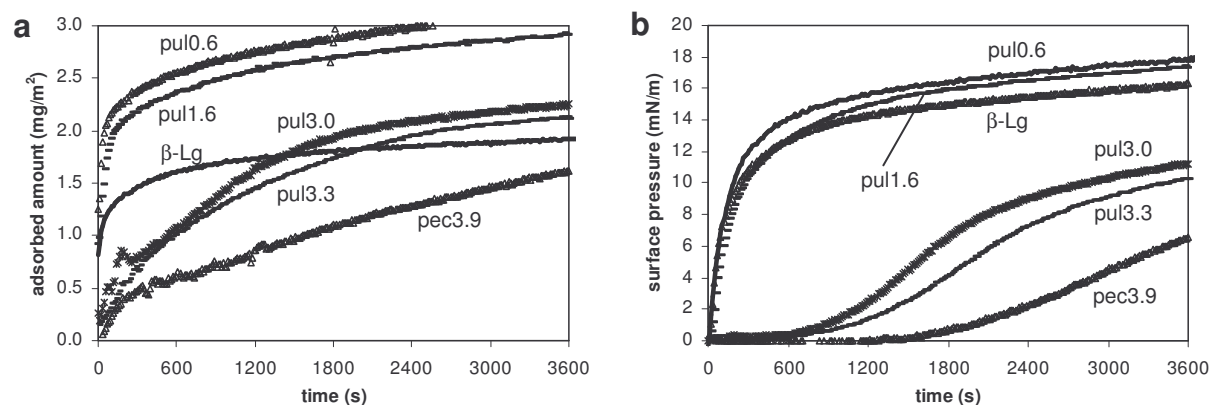 a
adsorbed amount (mg/m²)
3.0
2.5
2.0
1.5
1.0
0.5
0.0
pul0.6
pul1.6
pul3.0
β-Lg
pul3.3
pec3.9
0 600 1200 1800 2400 3000 3600
time (s)
b
surface pressure (mN/m)
20
18
16
14
12
10
8
6
4
2
0
pul0.6
β-Lg
pul1.6
pul3.0
pul3.3
pec3.9
0 600 1200 1800 2400 3000 3600
time (s)